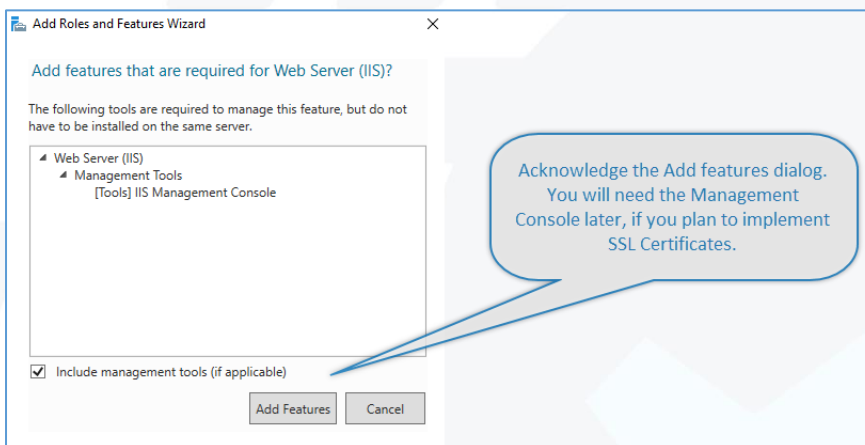 Add Roles and Features Wizard
Add features that are required for Web Server (IIS)?
The following tools are required to manage this feature, but do not
have to be installed on the same server.
Web Server (IIS)
Management Tools
[Tools] IIS Management Console
Include management tools (if applicable)
Add Features
Cancel
Acknowledge the Add features dialog.
You will need the Management
Console later, if you plan to implement
SSL Certificates.